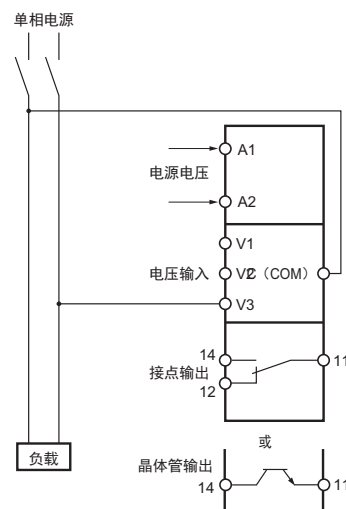 单相电源
A1
电源电压
A2
V1
电压输入 V2 C（COM）
V3
14 11
接点输出
12
或
负载
晶体管输出
14 11